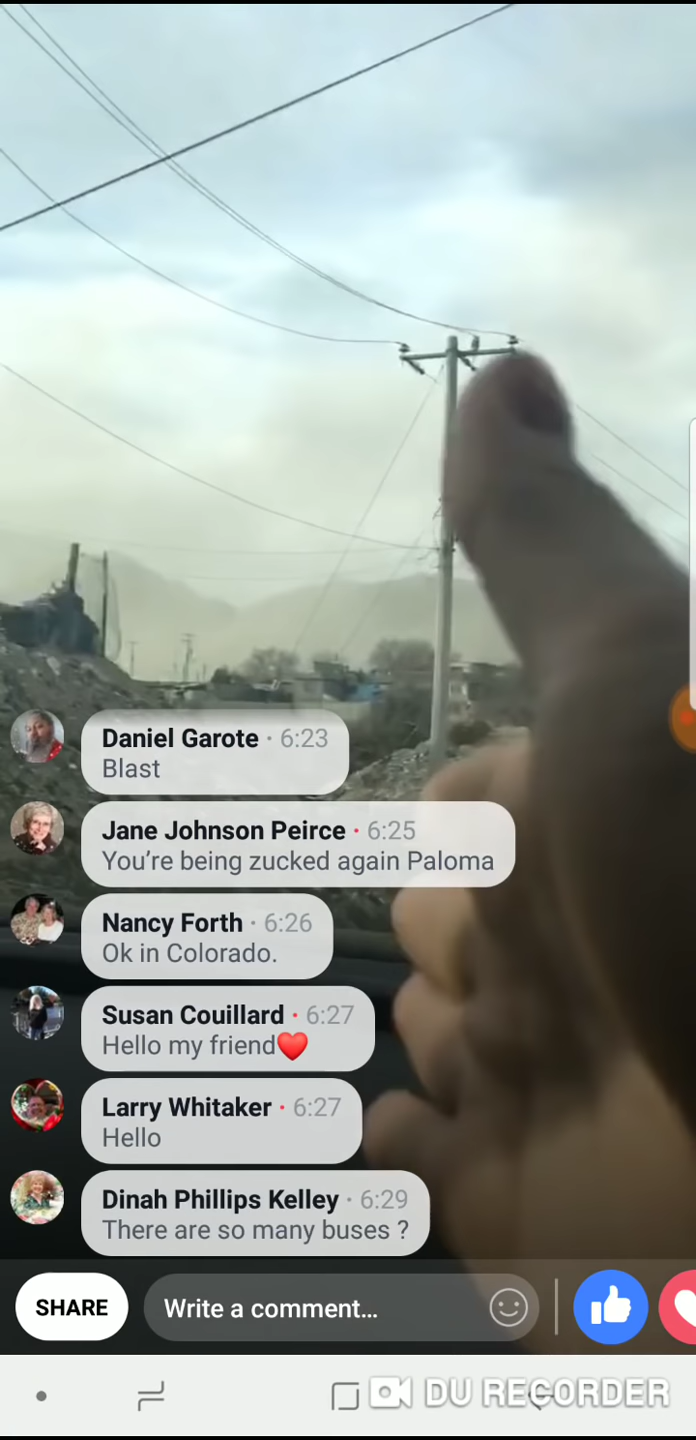 Daniel Garote · 6:23
Blast
Jane Johnson Peirce · 6:25
You’re being zucked again Paloma
Nancy Forth · 6:26
Ok in Colorado.
Susan Couillard · 6:27
Hello my friend❤️
Larry Whitaker · 6:27
Hello
Dinah Phillips Kelley · 6:29
There are so many buses ?
SHARE
Write a comment...
DU RECORDER